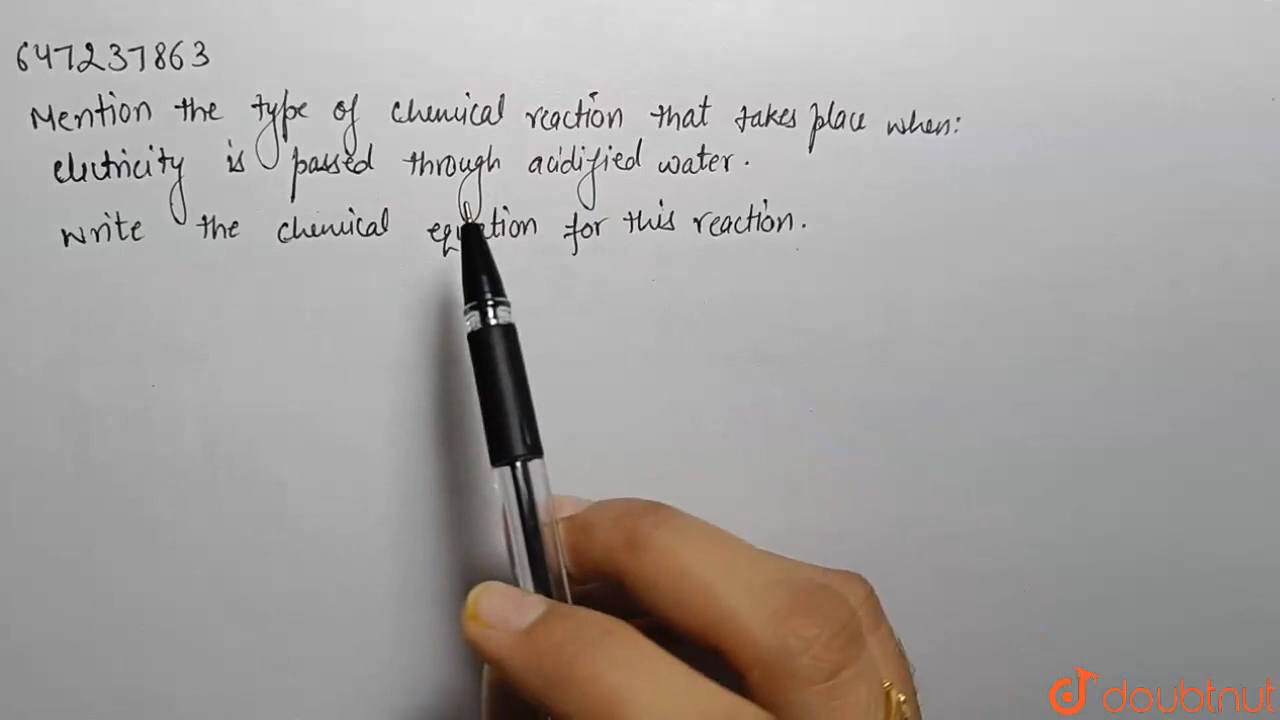 647237863
Mention the type of chemical reaction that takes place when:
electricity is passed through acidified water.
write the chemical equation for this reaction.
doubtnut